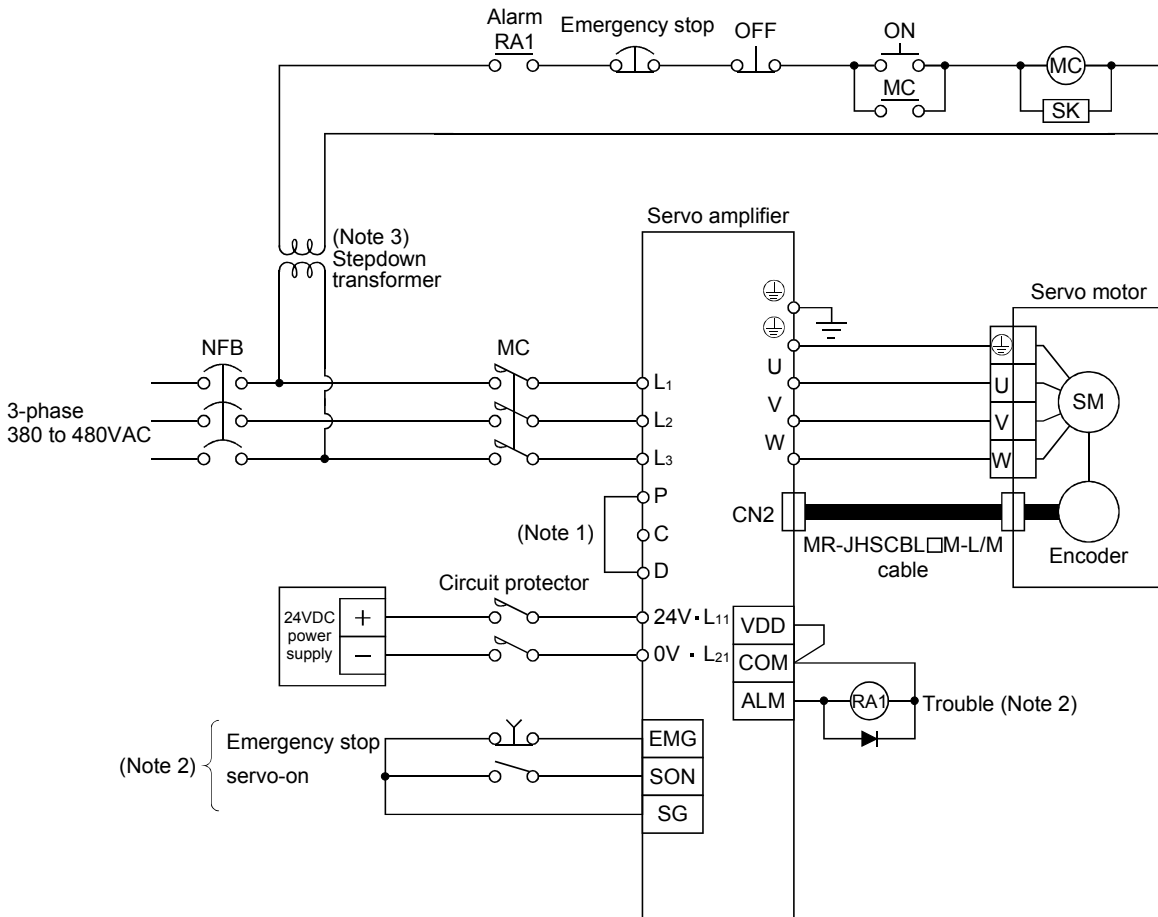 Alarm
RA1
Emergency stop
OFF
ON
MC
MC
SK
(Note 3)
Stepdown
transformer
Servo amplifier
Servo motor
NFB
MC
3-phase
380 to 480VAC
L1
L2
L3
P
C
D
(Note 1)
U
V
W
U
V
W
SM
CN2
MR-JHSCBL□M-L/M
cable
Encoder
Circuit protector
24VDC
power
supply
+
−
24V・L11
0V・L21
VDD
COM
ALM
RA1
Trouble (Note 2)
(Note 2)
Emergency stop
servo-on
EMG
SON
SG